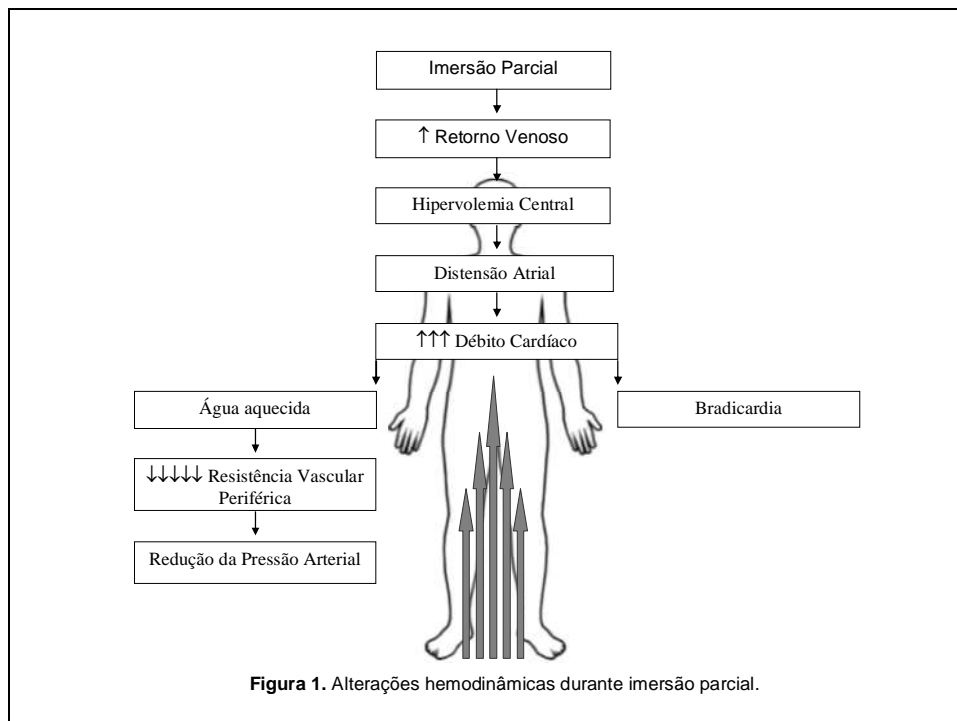 Imersão Parcial
↑ Retorno Venoso
Hipervolemia Central
Distensão Atrial
↑↑↑ Débito Cardíaco
Água aquecida
Bradicardia
↓↓↓↓↓ Resistência Vascular
Periférica
Redução da Pressão Arterial
Figura 1. Alterações hemodinâmicas durante imersão parcial.